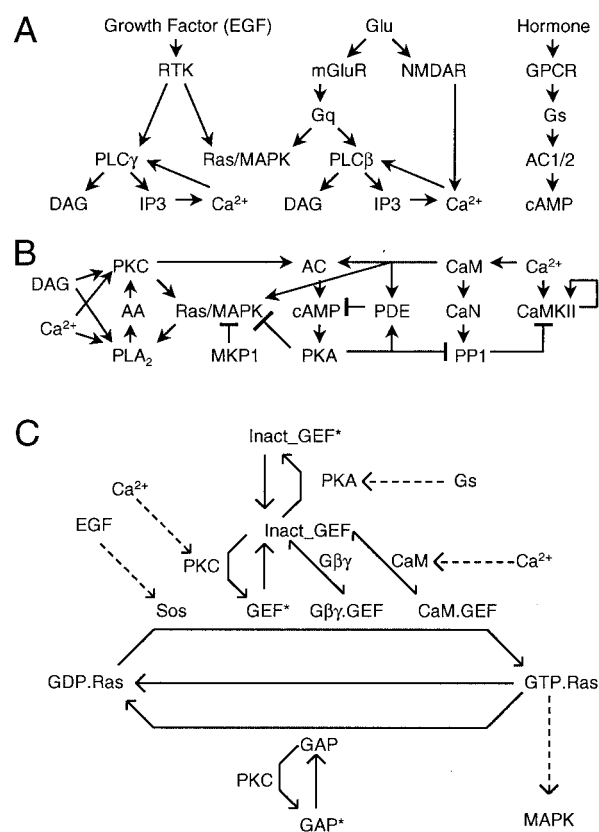 A
Growth Factor (EGF) Glu Hormone
RTK mGluR NMDAR GPCR
Gq Gs
PLCγ Ras/MAPK PLCβ AC1/2
DAG IP3 Ca2+ DAG IP3 Ca2+ cAMP
B
PKC AC CaM Ca2+
DAG
AA Ras/MAPK cAMP PDE CaN CaMKII
Ca2+
PLA2 MKP1 PKA PP1
C
Inact_GEF*
Ca2+ PKA Gs
EGF Inact_GEF
PKC Gβγ CaM Ca2+
Sos GEF* Gβγ.GEF CaM.GEF
GDP.Ras GTP.Ras
GAP
PKC
GAP* MAPK